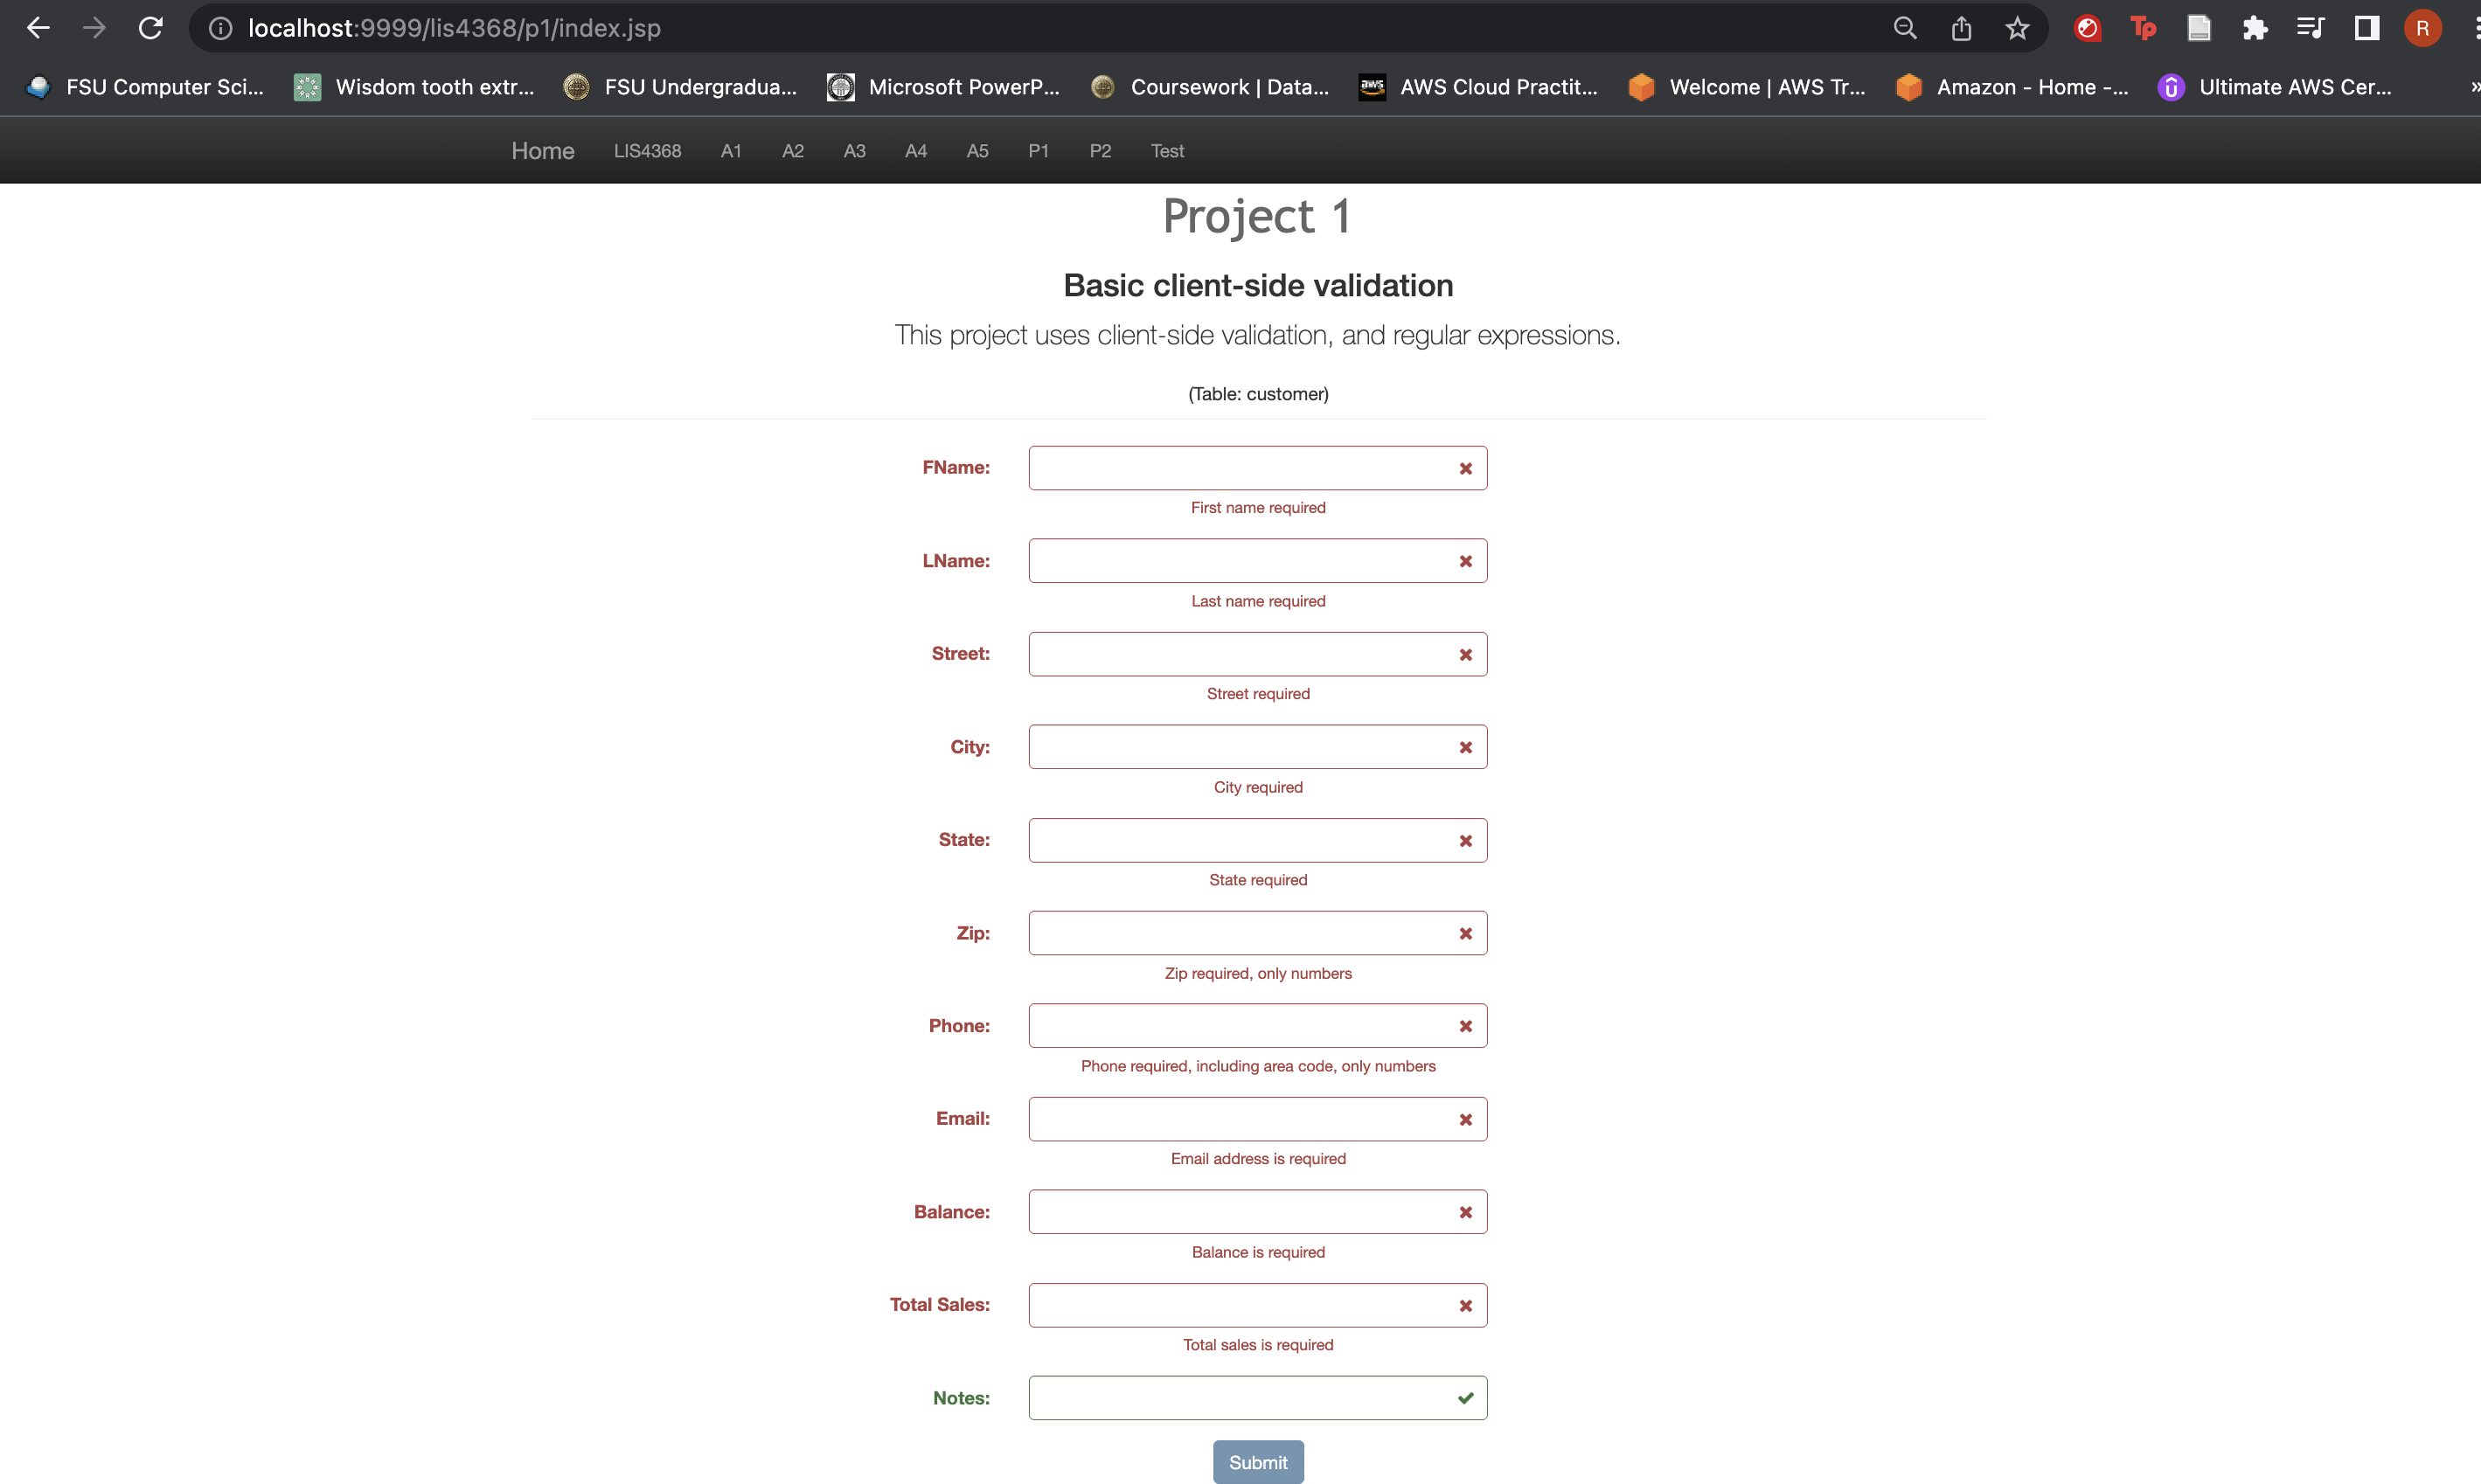 localhost:9999/lis4368/p1/index.jsp
Tp
R
FSU Computer Sci... Wisdom tooth extr... FSU Undergradua... Microsoft PowerP... Coursework | Data... aws AWS Cloud Practit... Welcome | AWS Tr... Amazon - Home -... Ultimate AWS Cer... »
Home LIS4368 A1 A2 A3 A4 A5 P1 P2 Test
Project 1
Basic client-side validation
This project uses client-side validation, and regular expressions.
(Table: customer)
FName:
First name required
LName:
Last name required
Street:
Street required
City:
City required
State:
State required
Zip:
Zip required, only numbers
Phone:
Phone required, including area code, only numbers
Email:
Email address is required
Balance:
Balance is required
Total Sales:
Total sales is required
Notes:
Submit